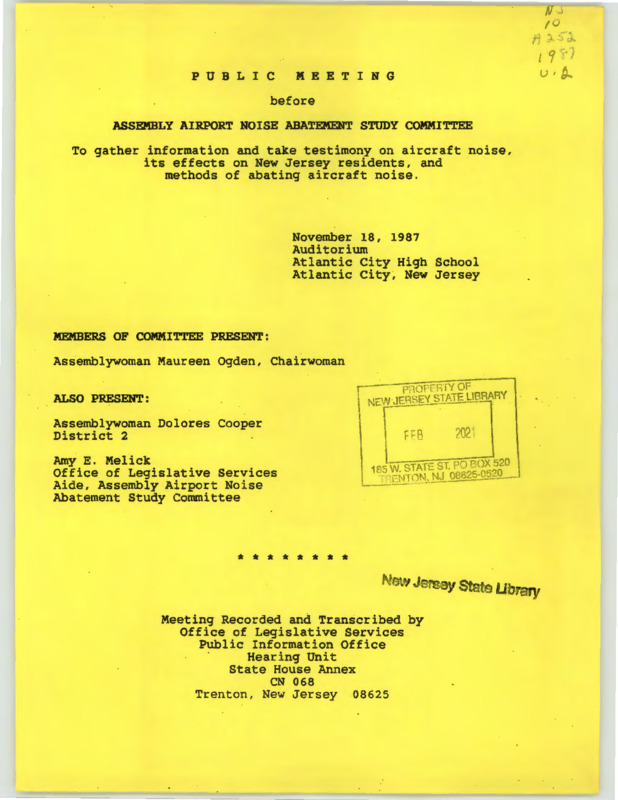 NJ
10
A252
1987
P U B L I C   M E E T I N G
before
ASSEMBLY AIRPORT NOISE ABATEMENT STUDY COMMITTEE
To gather information and take testimony on aircraft noise,
its effects on New Jersey residents, and
methods of abating aircraft noise.
November 18, 1987
Auditorium
Atlantic City High School
Atlantic City, New Jersey
MEMBERS OF COMMITTEE PRESENT:
Assemblywoman Maureen Ogden, Chairwoman
ALSO PRESENT:
Assemblywoman Dolores Cooper
District 2
Amy E. Melick
Office of Legislative Services
Aide, Assembly Airport Noise
Abatement Study Committee
PROPERTY OF
NEW JERSEY STATE LIBRARY
FEB 2021
185 W. STATE ST. PO BOX 520
TRENTON, NJ 08625-0520
* * * * * * * *
New Jersey State Library
Meeting Recorded and Transcribed by
Office of Legislative Services
Public Information Office
Hearing Unit
State House Annex
CN 068
Trenton, New Jersey 08625